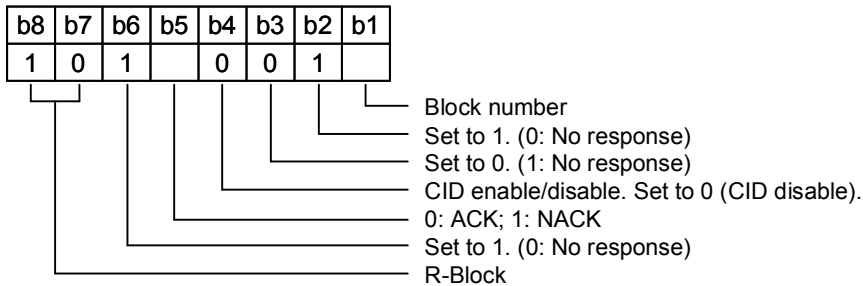 b8 b7 b6 b5 b4 b3 b2 b1
1 0 1 0 0 1
Block number
Set to 1. (0: No response)
Set to 0. (1: No response)
CID enable/disable. Set to 0 (CID disable).
0: ACK; 1: NACK
Set to 1. (0: No response)
R-Block